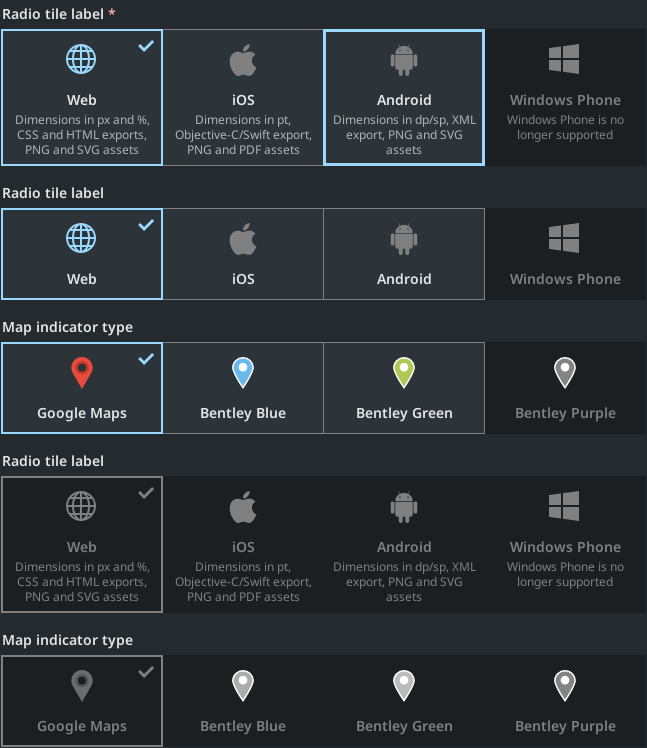 Radio tile label *
Web
Dimensions in px and %,
CSS and HTML exports,
PNG and SVG assets
iOS
Dimensions in pt,
Objective-C/Swift export,
PNG and PDF assets
Android
Dimensions in dp/sp, XML
export, PNG and SVG
assets
Windows Phone
Windows Phone is no
longer supported
Radio tile label
Web
iOS
Android
Windows Phone
Map indicator type
Google Maps
Bentley Blue
Bentley Green
Bentley Purple
Radio tile label
Web
Dimensions in px and %,
CSS and HTML exports,
PNG and SVG assets
iOS
Dimensions in pt,
Objective-C/Swift export,
PNG and PDF assets
Android
Dimensions in dp/sp, XML
export, PNG and SVG
assets
Windows Phone
Windows Phone is no
longer supported
Map indicator type
Google Maps
Bentley Blue
Bentley Green
Bentley Purple